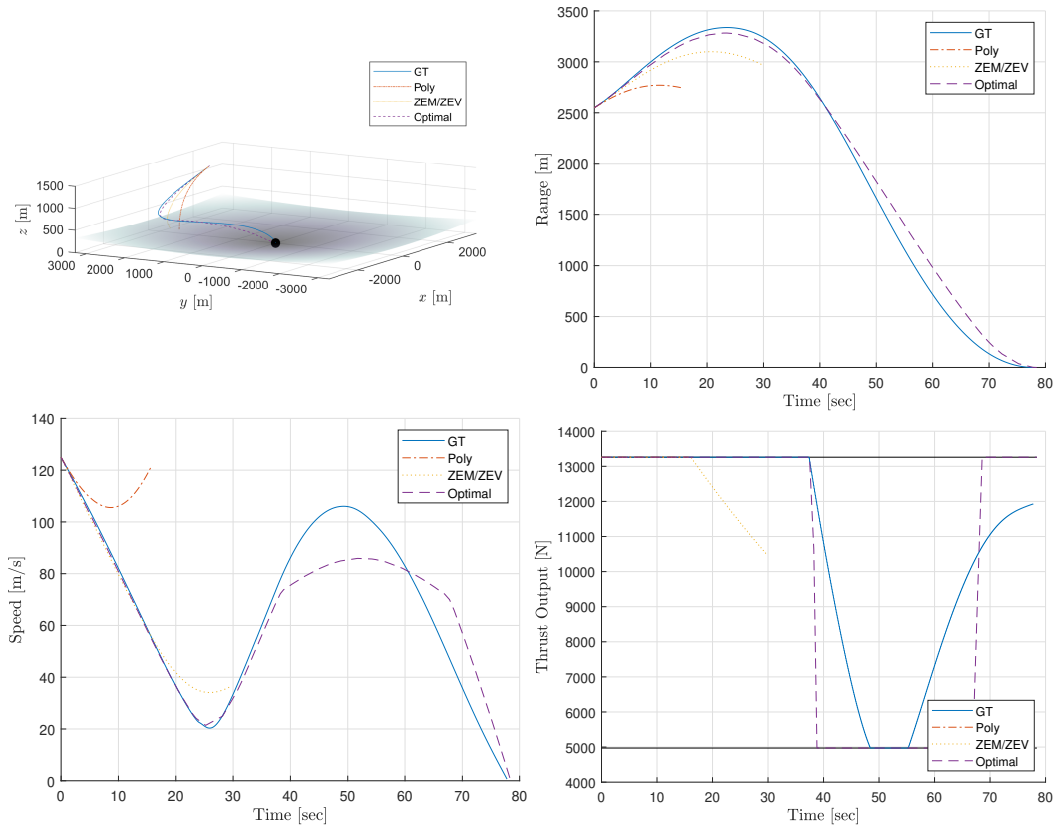 GT
Poly
ZEM/ZEV
Optimal
1500
1000
500
0
z [m]
3000
2000
1000
0
-1000
-2000
-3000
y [m]
-2000
0
2000
x [m]
3500
3000
2500
2000
1500
1000
500
0
Range [m]
GT
Poly
ZEM/ZEV
Optimal
0 10 20 30 40 50 60 70 80
Time [sec]
140
120
100
80
60
40
20
0
Speed [m/s]
GT
Poly
ZEM/ZEV
Optimal
0 10 20 30 40 50 60 70 80
Time [sec]
14000
13000
12000
11000
10000
9000
8000
7000
6000
5000
4000
Thrust Output [N]
GT
Poly
ZEM/ZEV
Optimal
0 10 20 30 40 50 60 70 80
Time [sec]